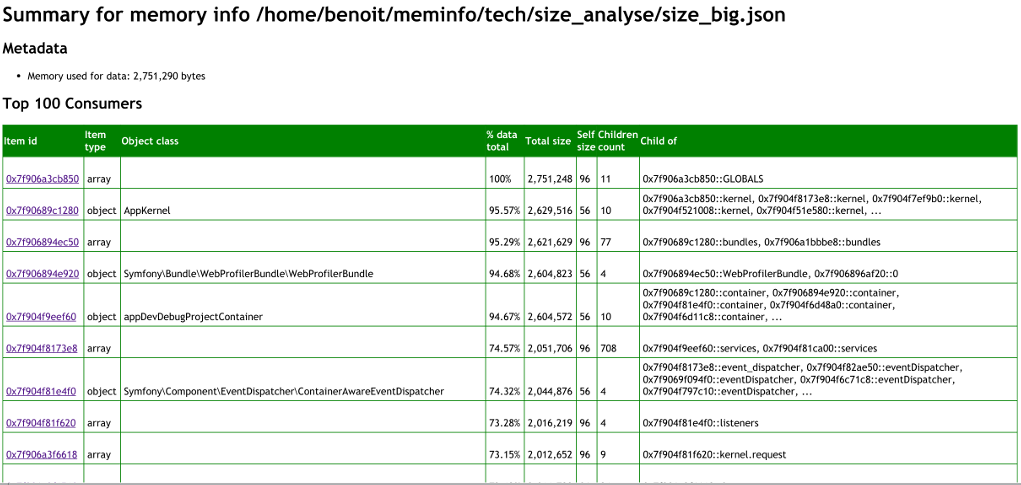 Summary for memory info /home/benoit/meminfo/tech/size_analyse/size_big.json
Metadata
• Memory used for data: 2,751,290 bytes
Top 100 Consumers
Item id Item type Object class % data total Total size Self size Children count Child of
0x7f906a3cb850 array 100% 2,751,248 96 11 0x7f906a3cb850::GLOBALS
0x7f90689c1280 object AppKernel 95.57% 2,629,516 56 10 0x7f906a3cb850::kernel, 0x7f904f8173e8::kernel, 0x7f904f7ef9b0::kernel,
0x7f904f521008::kernel, 0x7f904f51e580::kernel, ...
0x7f906894ec50 array 95.29% 2,621,629 96 77 0x7f90689c1280::bundles, 0x7f906a1bbbe8::bundles
0x7f906894e920 object Symfony\Bundle\WebProfilerBundle\WebProfilerBundle 94.68% 2,604,823 56 4 0x7f906894ec50::WebProfilerBundle, 0x7f906896af20::0
0x7f904f9eef60 object appDevDebugProjectContainer 94.67% 2,604,572 56 10 0x7f90689c1280::container, 0x7f906894e920::container,
0x7f904f81e4f0::container, 0x7f904f6d48a0::container,
0x7f904f6d11c8::container, ...
0x7f904f8173e8 array 74.57% 2,051,706 96 708 0x7f904f9eef60::services, 0x7f904f81ca00::services
0x7f904f81e4f0 object Symfony\Component\EventDispatcher\ContainerAwareEventDispatcher 74.32% 2,044,876 56 4 0x7f904f8173e8::event_dispatcher, 0x7f904f82ae50::eventDispatcher,
0x7f9069f094f0::eventDispatcher, 0x7f904f6c71c8::eventDispatcher,
0x7f904f797c10::eventDispatcher, ...
0x7f904f81f620 array 73.28% 2,016,219 96 4 0x7f904f81e4f0::listeners
0x7f906a3f6618 array 73.15% 2,012,652 96 9 0x7f904f81f620::kernel.request